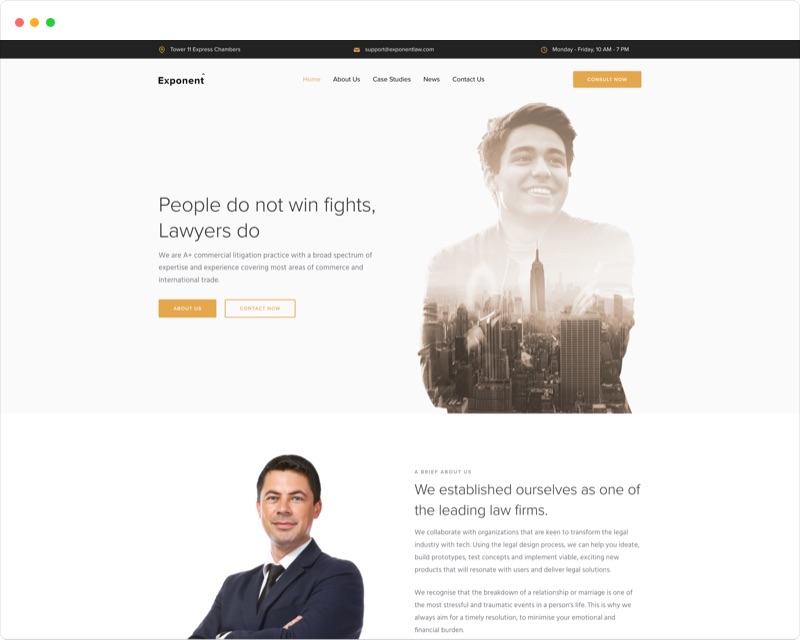 Tower 11 Express Chambers
support@exponentlaw.com
Monday - Friday, 10 AM - 7 PM
Exponent
Home
About Us
Case Studies
News
Contact Us
CONSULT NOW
People do not win fights,
Lawyers do
We are A+ commercial litigation practice with a broad spectrum of
expertise and experience covering most areas of commerce and
international trade.
ABOUT US
CONTACT NOW
A BRIEF ABOUT US
We established ourselves as one of
the leading law firms.
We collaborate with organizations that are keen to transform the legal
industry with tech. Using the legal design process, we can help you ideate,
build prototypes, test concepts and implement viable, exciting new
products that will resonate with users and deliver legal solutions.
We recognise that the breakdown of a relationship or marriage is one of
the most stressful and traumatic events in a person's life. This is why we
always aim for a timely resolution, to minimise your emotional and
financial burden.